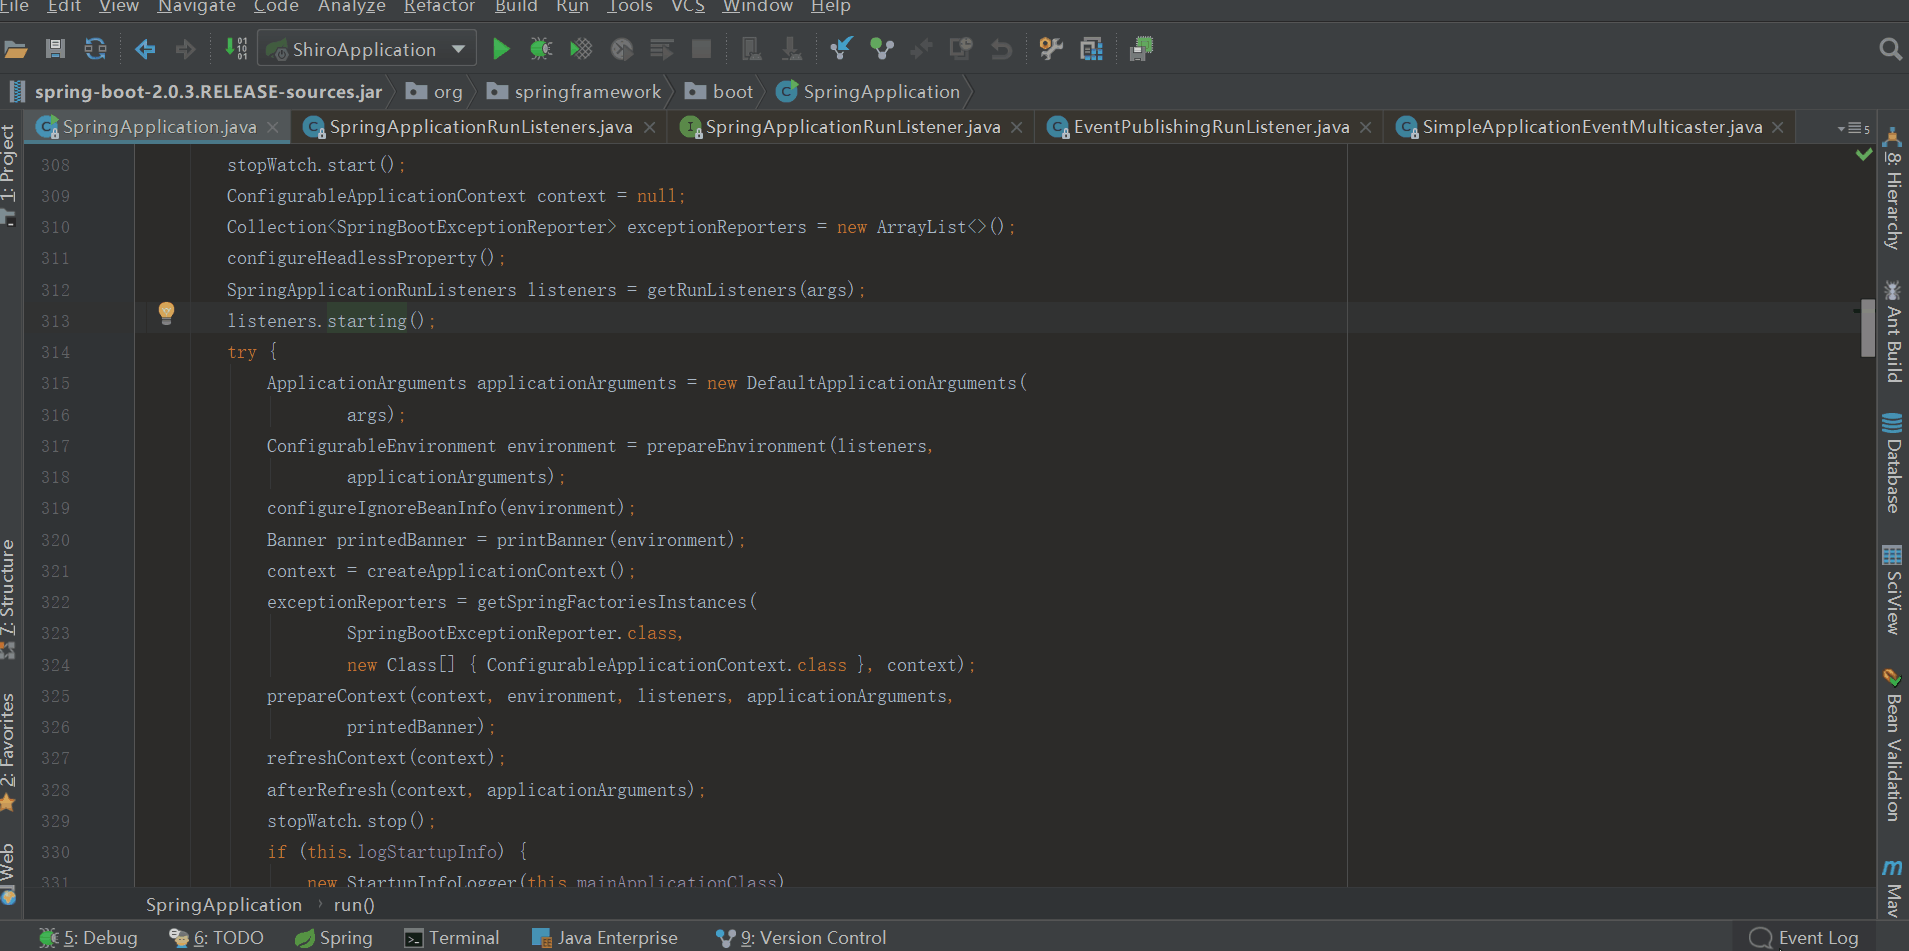 File Edit View Navigate Code Analyze Refactor Build Run Tools VCS Window Help
ShiroApplication
spring-boot-2.0.3.RELEASE-sources.jar org springframework boot SpringApplication
SpringApplication.java SpringApplicationRunListeners.java SpringApplicationRunListener.java EventPublishingRunListener.java SimpleApplicationEventMulticaster.java 5
308 stopWatch.start();
309 ConfigurableApplicationContext context = null;
310 Collection<SpringBootExceptionReporter> exceptionReporters = new ArrayList<>();
311 configureHeadlessProperty();
312 SpringApplicationRunListeners listeners = getRunListeners(args);
313 listeners.starting();
314 try {
315 ApplicationArguments applicationArguments = new DefaultApplicationArguments(
316 args);
317 ConfigurableEnvironment environment = prepareEnvironment(listeners,
318 applicationArguments);
319 configureIgnoreBeanInfo(environment);
320 Banner printedBanner = printBanner(environment);
321 context = createApplicationContext();
322 exceptionReporters = getSpringFactoriesInstances(
323 SpringBootExceptionReporter.class,
324 new Class[] { ConfigurableApplicationContext.class }, context);
325 prepareContext(context, environment, listeners, applicationArguments,
326 printedBanner);
327 refreshContext(context);
328 afterRefresh(context, applicationArguments);
329 stopWatch.stop();
330 if (this.logStartupInfo) {
331 new StartupInfoLogger(this.mainApplicationClass)
SpringApplication › run()
5: Debug 6: TODO Spring Terminal Java Enterprise 9: Version Control Event Log
1: Project
7: Structure
2: Favorites
Web
8: Hierarchy
Ant Build
Database
SciView
Bean Validation
m Mav